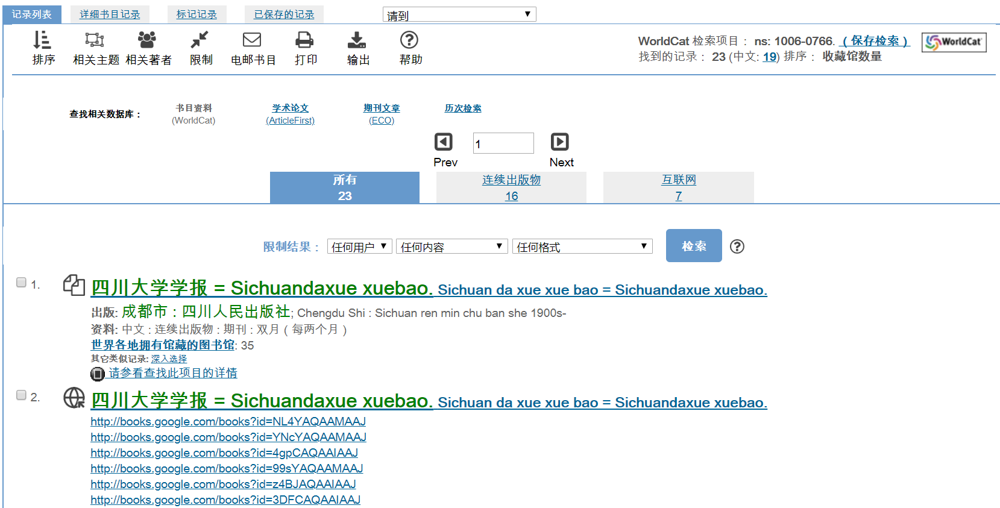 记录列表 详细书目记录 标记记录 已保存的记录 请到
排序 相关主题 相关著者 限制 电邮书目 打印 输出 帮助
WorldCat 检索项目： ns: 1006-0766. （保存检索） WorldCat
找到的记录： 23 (中文: 19) 排序： 收藏馆数量
查找相关数据库： 书目资料 学术论文 期刊文章 历次检索
(WorldCat) (ArticleFirst) (ECO)
1
Prev Next
所有 连续出版物 互联网
23 16 7
限制结果： 任何用户 任何内容 任何格式 检索
1. 四川大学学报 = Sichuandaxue xuebao. Sichuan da xue xue bao = Sichuandaxue xuebao.
出版: 成都市 : 四川人民出版社; Chengdu Shi : Sichuan ren min chu ban she 1900s-
资料: 中文 : 连续出版物 : 期刊 : 双月 ( 每两个月 )
世界各地拥有馆藏的图书馆: 35
其它类似记录: 深入选择
请参看查找此项目的详情
2. 四川大学学报 = Sichuandaxue xuebao. Sichuan da xue xue bao = Sichuandaxue xuebao.
http://books.google.com/books?id=NL4YAQAAMAAJ
http://books.google.com/books?id=YNcYAQAAMAAJ
http://books.google.com/books?id=4gpCAQAAIAAJ
http://books.google.com/books?id=99sYAQAAMAAJ
http://books.google.com/books?id=z4BJAQAAIAAJ
http://books.google.com/books?id=3DFCAQAAIAAJ